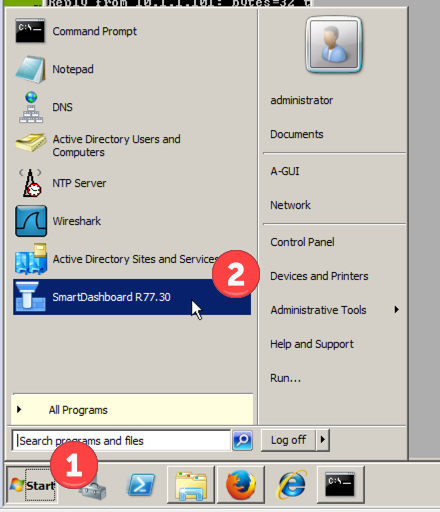 Reply from 10.1.1.101: bytes=32 t
Command Prompt
Notepad
DNS
Active Directory Users and
Computers
NTP Server
Wireshark
Active Directory Sites and Services
SmartDashboard R77.30
All Programs
Search programs and files
administrator
Documents
A-GUI
Network
Control Panel
2
Devices and Printers
Administrative Tools
Help and Support
Run...
Log off
1
Start